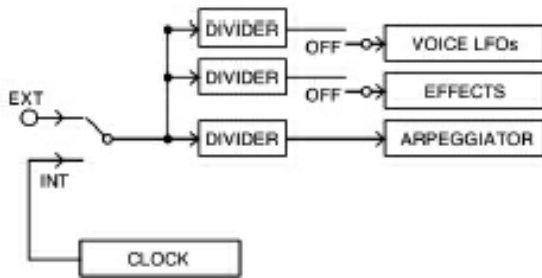 DIVIDER
OFF
VOICE LFOs
DIVIDER
OFF
EFFECTS
EXT
DIVIDER
ARPEGGIATOR
INT
CLOCK